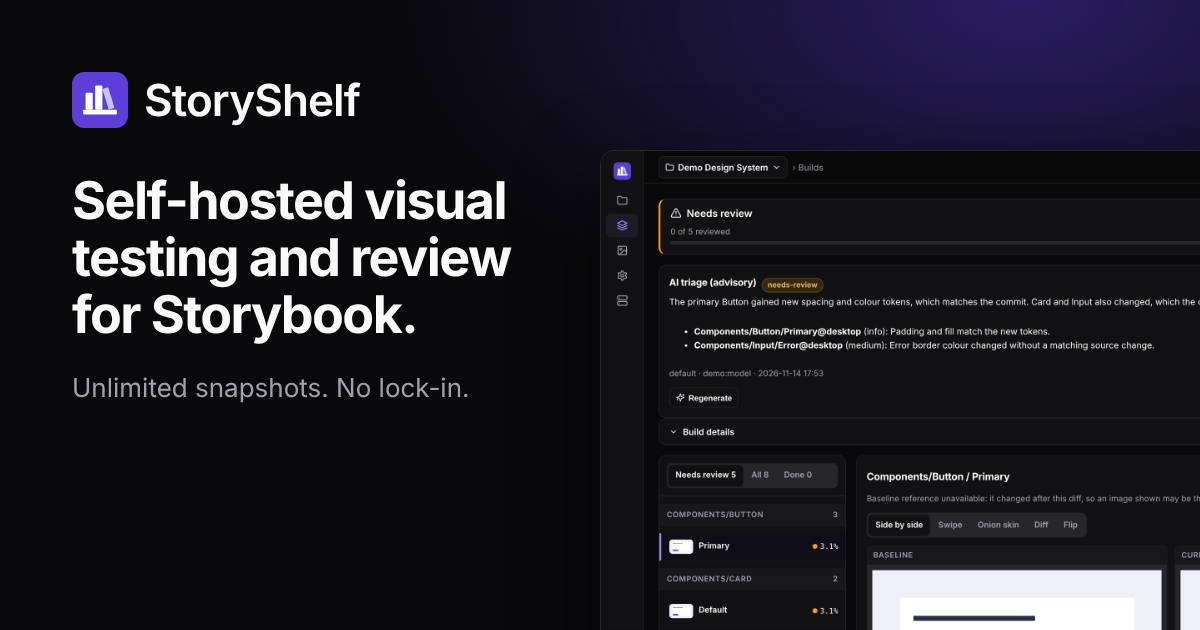 StoryShelf
Self-hosted visual
testing and review
for Storybook.
Unlimited snapshots. No lock-in.
Demo Design System
› Builds
Needs review
0 of 5 reviewed
AI triage (advisory) needs-review
The primary Button gained new spacing and colour tokens, which matches the commit. Card and Input also changed, which the
• Components/Button/Primary@desktop (info): Padding and fill match the new tokens.
• Components/Input/Error@desktop (medium): Error border colour changed without a matching source change.
default · demo:model · 2026-11-14 17:53
Regenerate
Build details
Needs review 5 All 8 Done 0
COMPONENTS/BUTTON 3
Primary 3.1%
COMPONENTS/CARD 2
Default 3.1%
Components/Button / Primary
Baseline reference unavailable: it changed after this diff, so an image shown may be
Side by side Swipe Onion skin Diff Flip
BASELINE